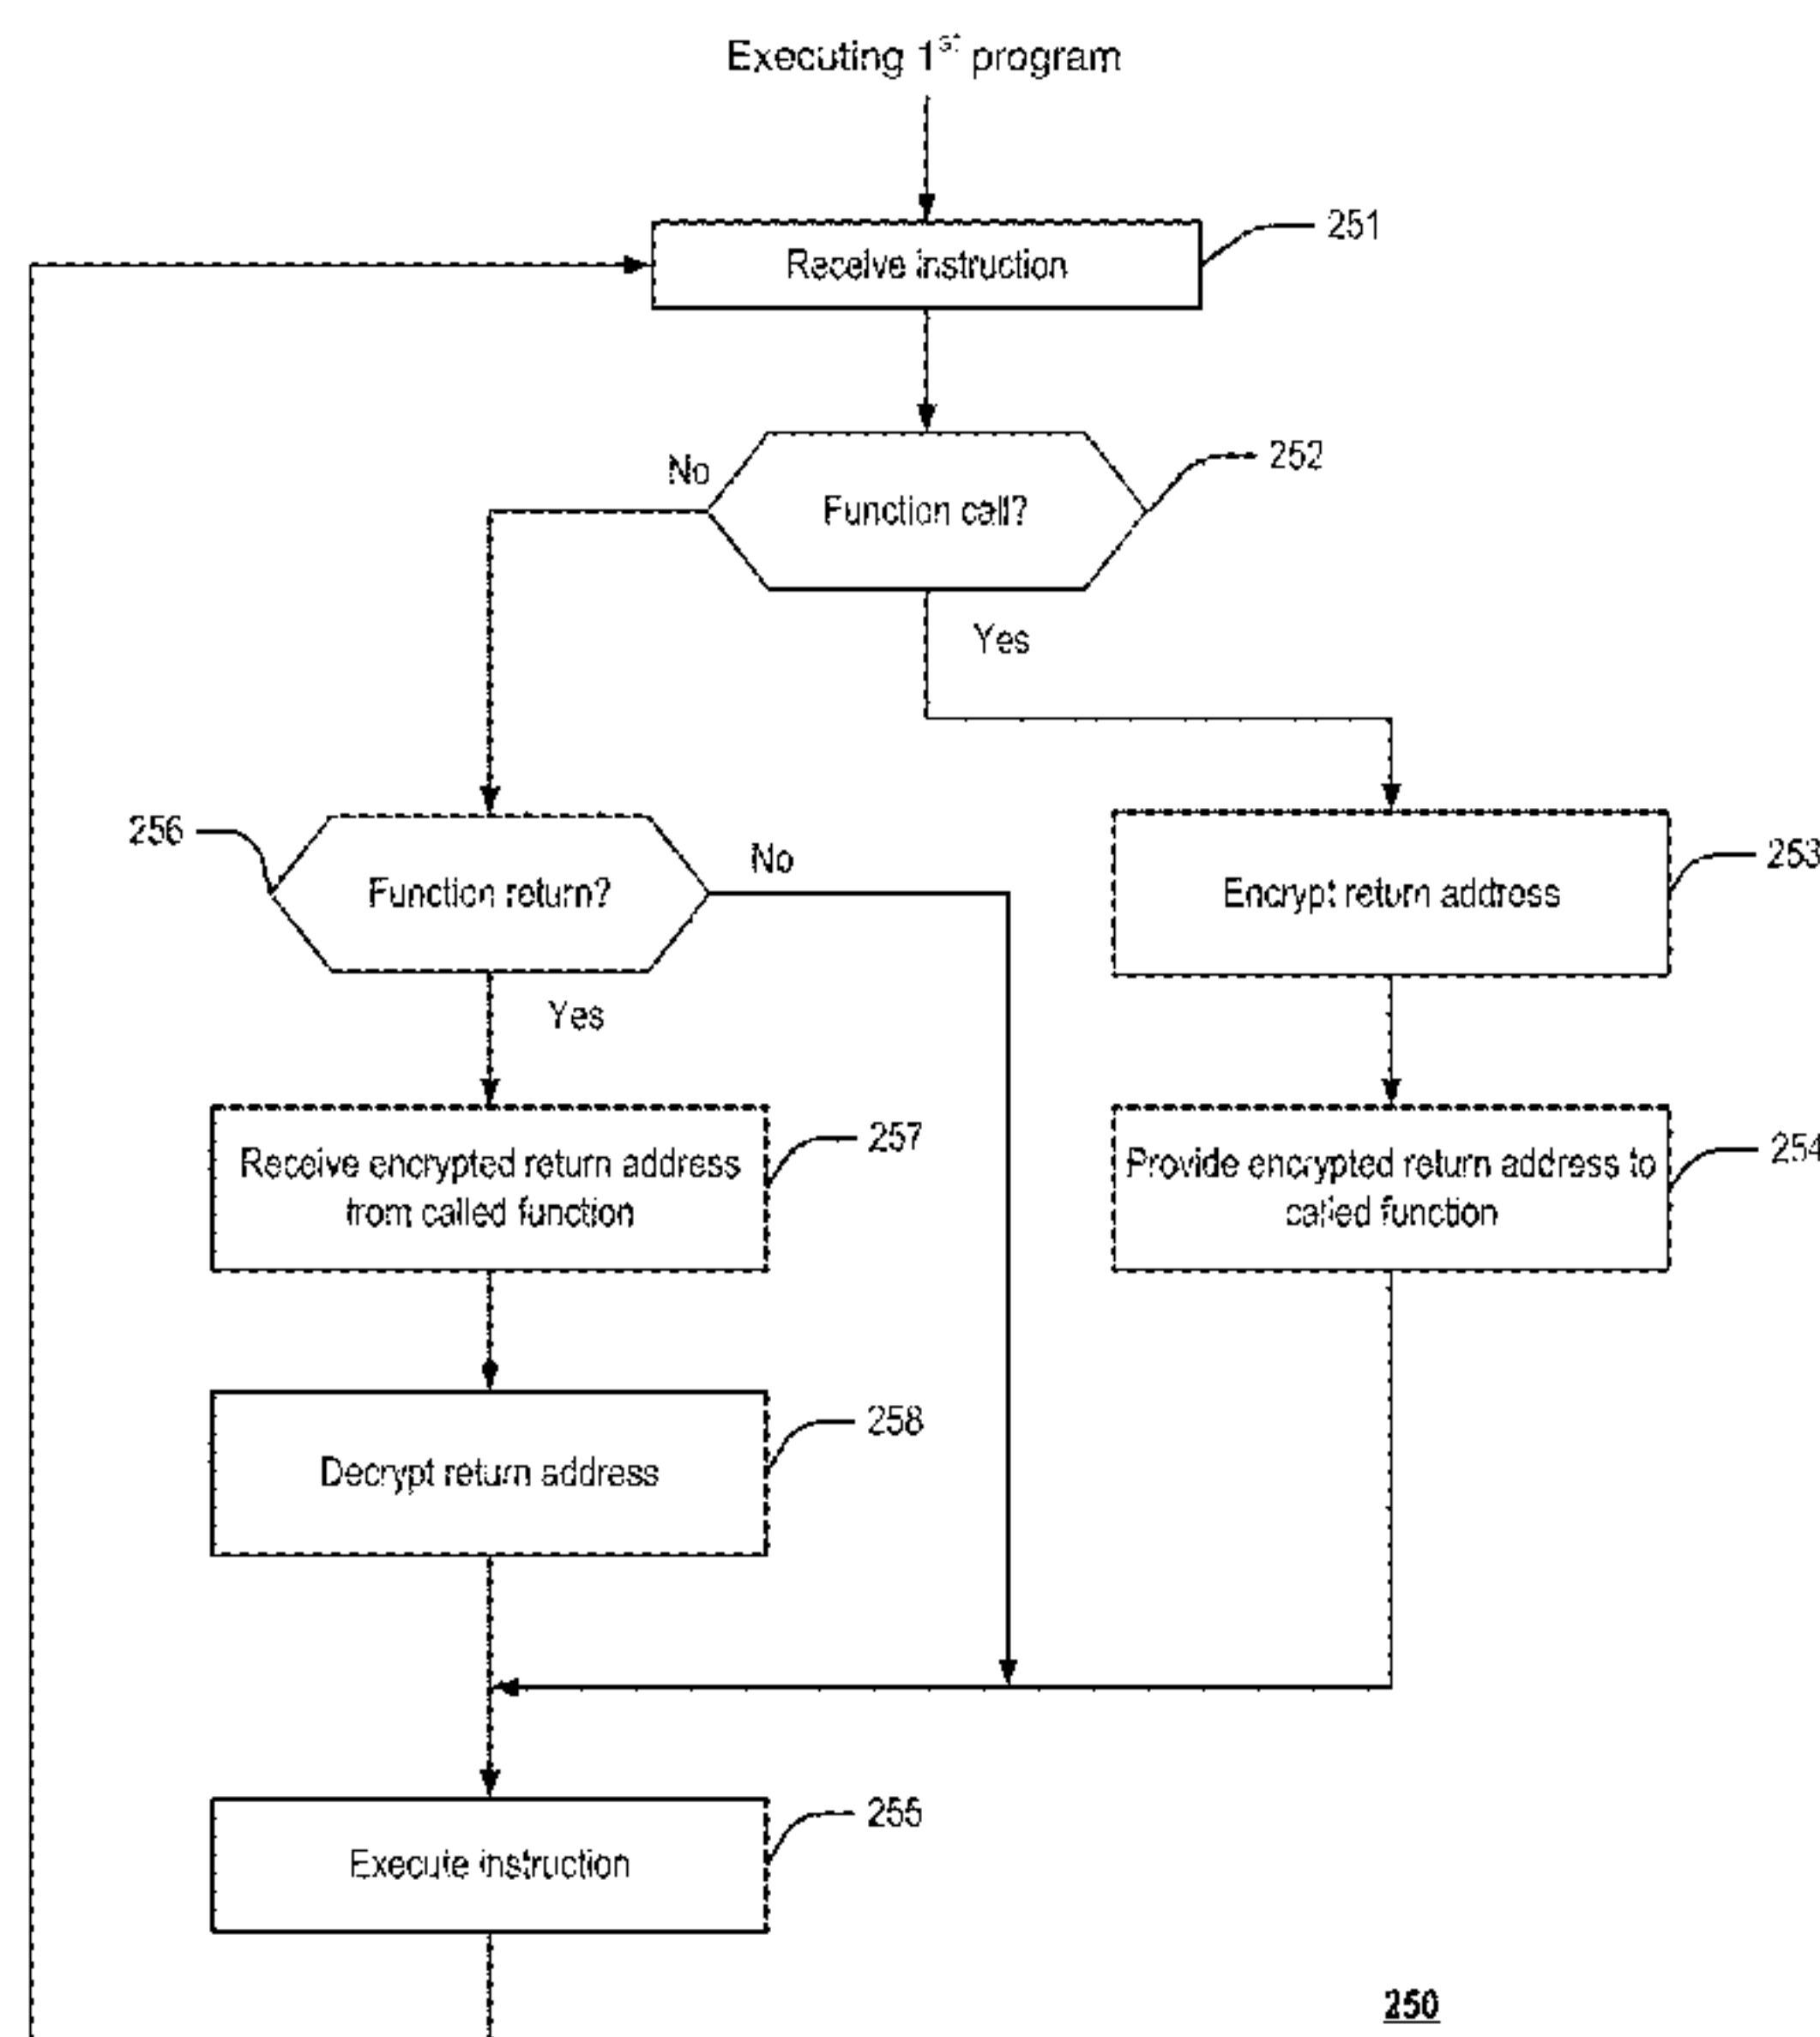 Executing 1st program
251
Receive instruction
252
No
Function call?
Yes
256
No
253
Function return?
Encrypt return address
Yes
257
254
Receive encrypted return address
from called function
Provide encrypted return address to
called function
258
Decrypt return address
255
Execute instruction
250